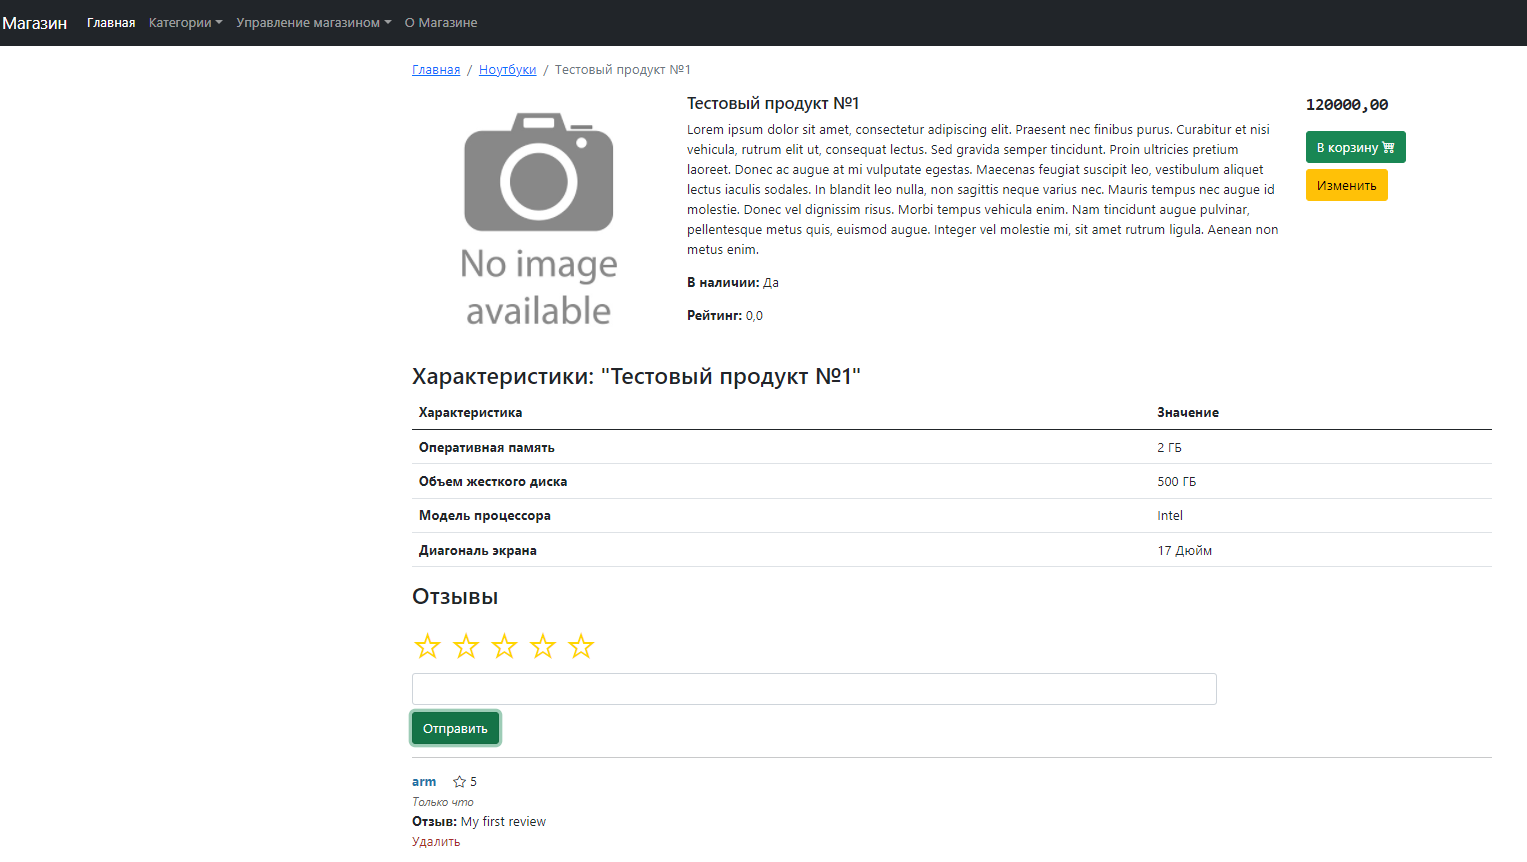 Магазин Главная Категории Управление магазином О Магазине
Главная / Ноутбуки / Тестовый продукт №1
No image
available
Тестовый продукт №1
Lorem ipsum dolor sit amet, consectetur adipiscing elit. Praesent nec finibus purus. Curabitur et nisi
vehicula, rutrum elit ut, consequat lectus. Sed gravida semper tincidunt. Proin ultricies pretium
laoreet. Donec ac augue at mi vulputate egestas. Maecenas feugiat suscipit leo, vestibulum aliquet
lectus iaculis sodales. In blandit leo nulla, non sagittis neque varius nec. Mauris tempus nec augue id
molestie. Donec vel dignissim risus. Morbi tempus vehicula enim. Nam tincidunt augue pulvinar,
pellentesque metus quis, euismod augue. Integer vel molestie mi, sit amet rutrum ligula. Aenean non
metus enim.
В наличии: Да
Рейтинг: 0,0
120000,00
В корзину
Изменить
Характеристики: "Тестовый продукт №1"
Характеристика Значение
Оперативная память 2 ГБ
Объем жесткого диска 500 ГБ
Модель процессора Intel
Диагональ экрана 17 Дюйм
Отзывы
Отправить
arm 5
Только что
Отзыв: My first review
Удалить